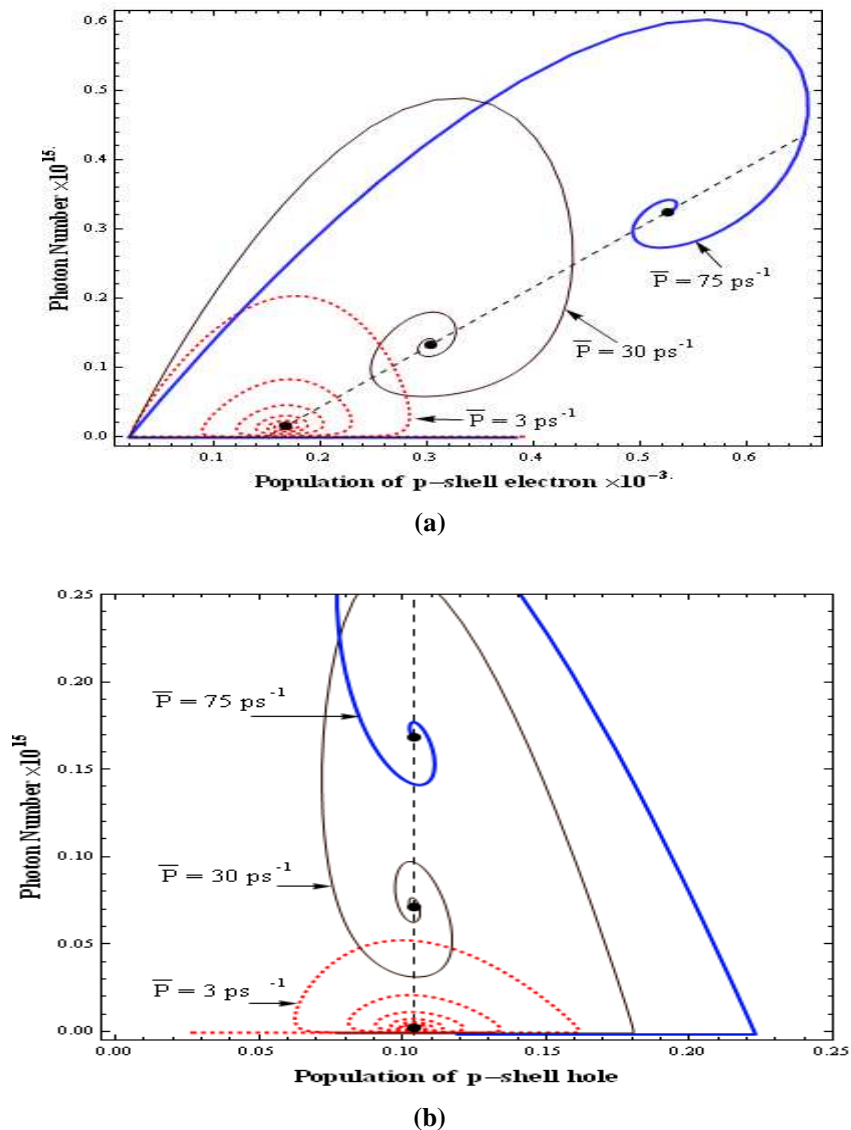 0.6
0.5
0.4
0.3
0.2
0.1
0.0
Photon Number ×10^15.
P̅ = 75 ps^-1
P̅ = 30 ps^-1
P̅ = 3 ps^-1
0.1 0.2 0.3 0.4 0.5 0.6
Population of p−shell electron ×10^−3.
(a)
0.25
0.20
0.15
0.10
0.05
0.00
Photon Number ×10^15
P̅ = 75 ps^-1
P̅ = 30 ps^-1
P̅ = 3 ps^-1
0.00 0.05 0.10 0.15 0.20 0.25
Population of p−shell hole
(b)